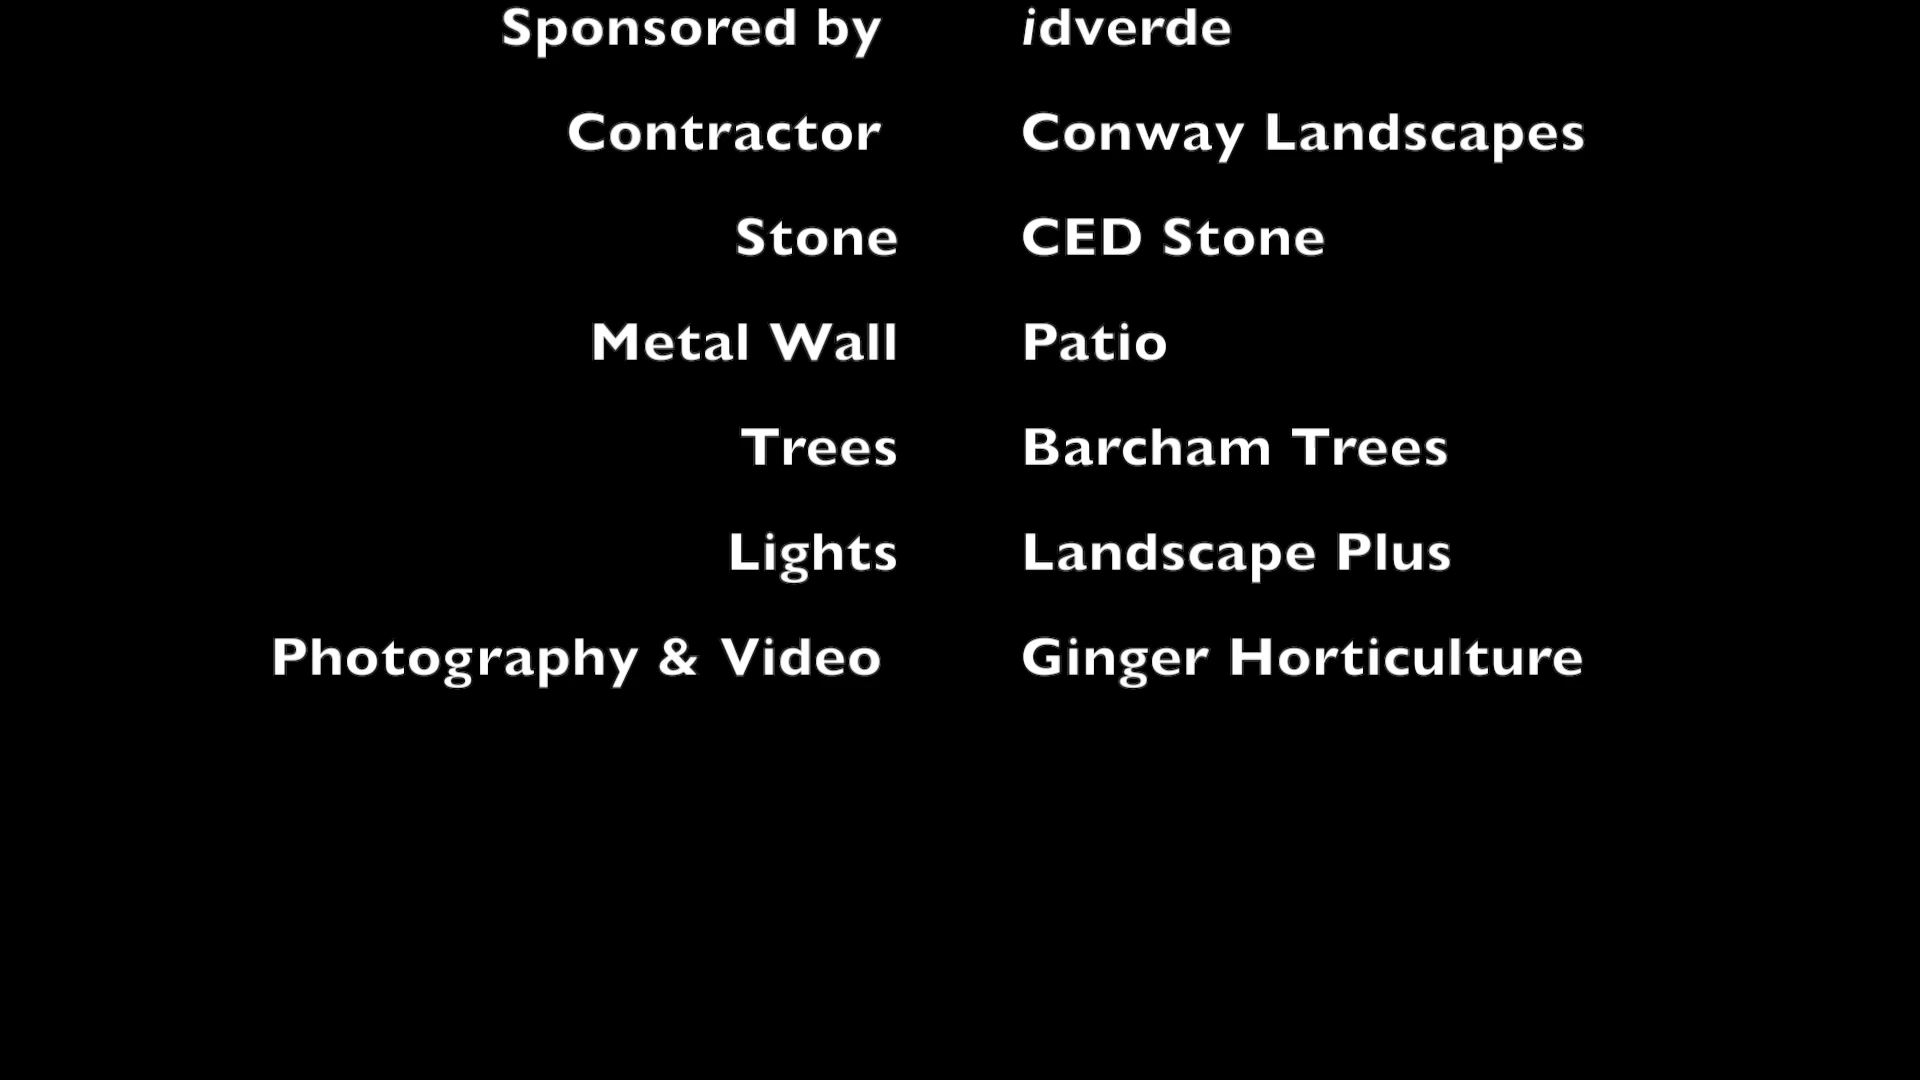 Sponsored by idverde
Contractor Conway Landscapes
Stone CED Stone
Metal Wall Patio
Trees Barcham Trees
Lights Landscape Plus
Photography & Video Ginger Horticulture